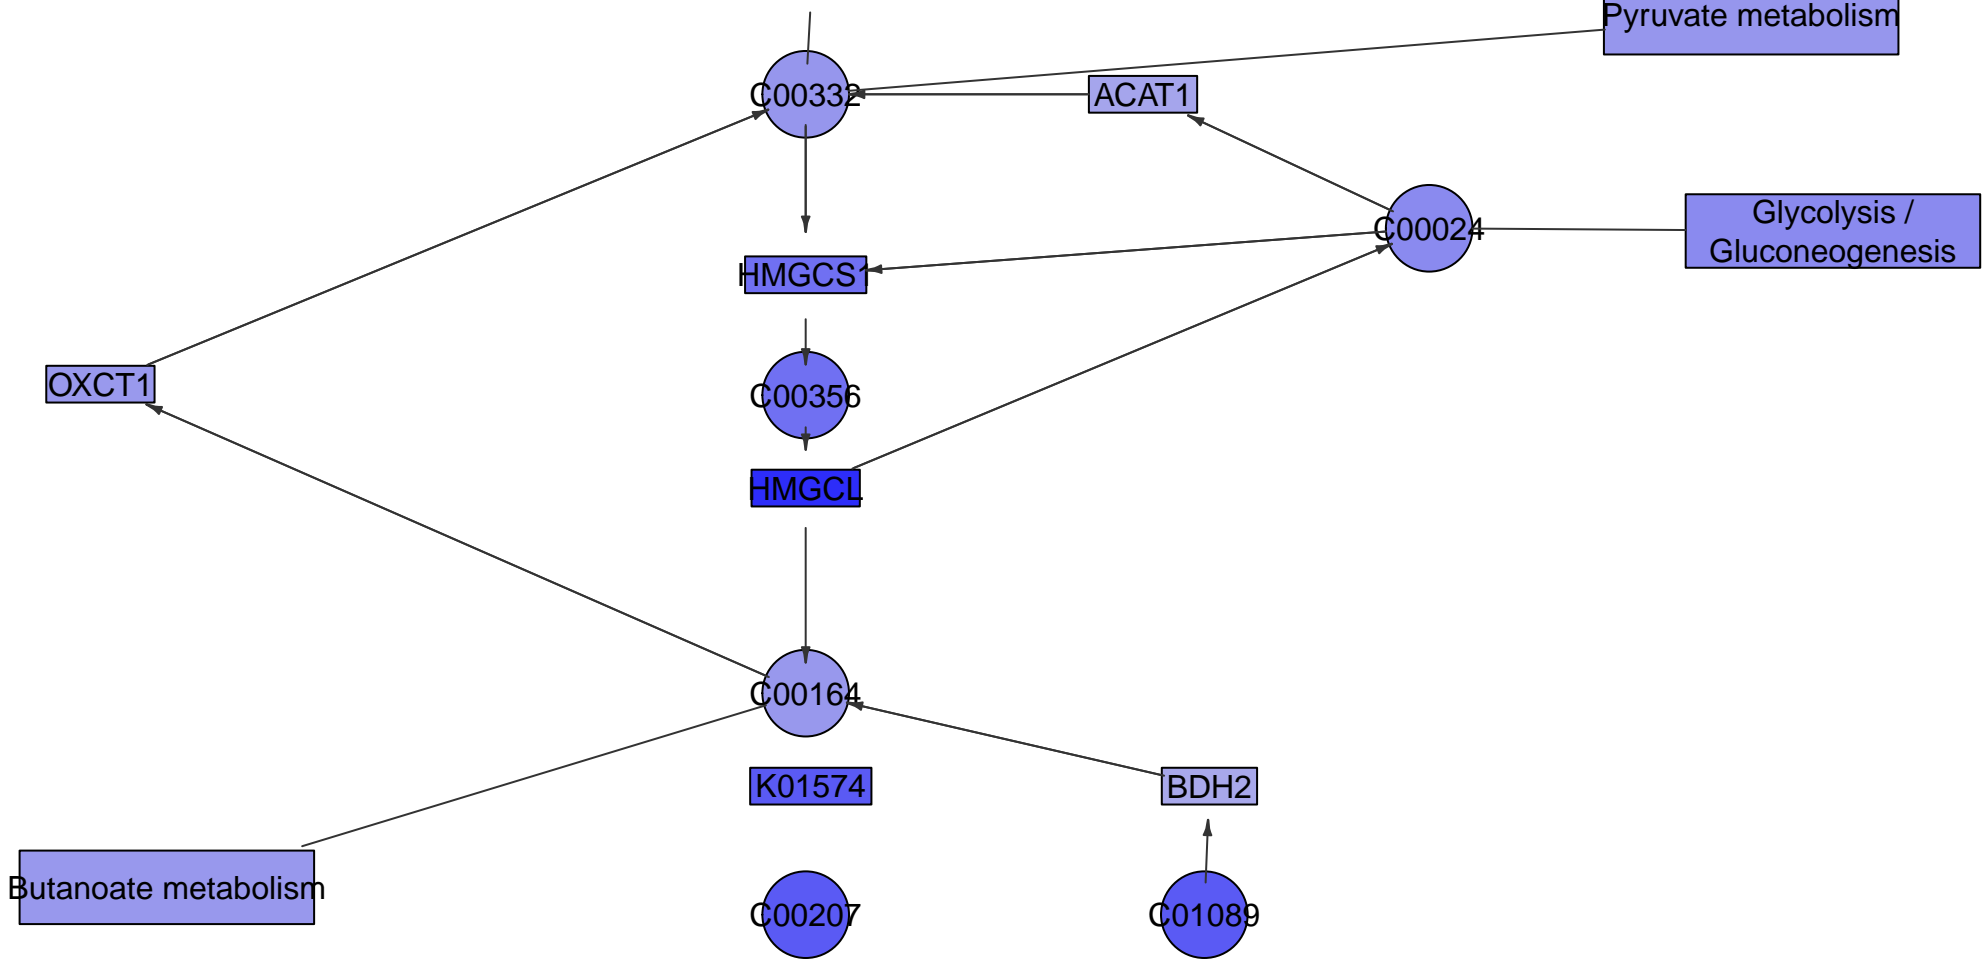 Pyruvate metabolism
C00332
ACAT1
C00024
Glycolysis /
Gluconeogenesis
HMGCS1
OXCT1
C00356
HMGCL
C00164
K01574
BDH2
Butanoate metabolism
C00207
C01089